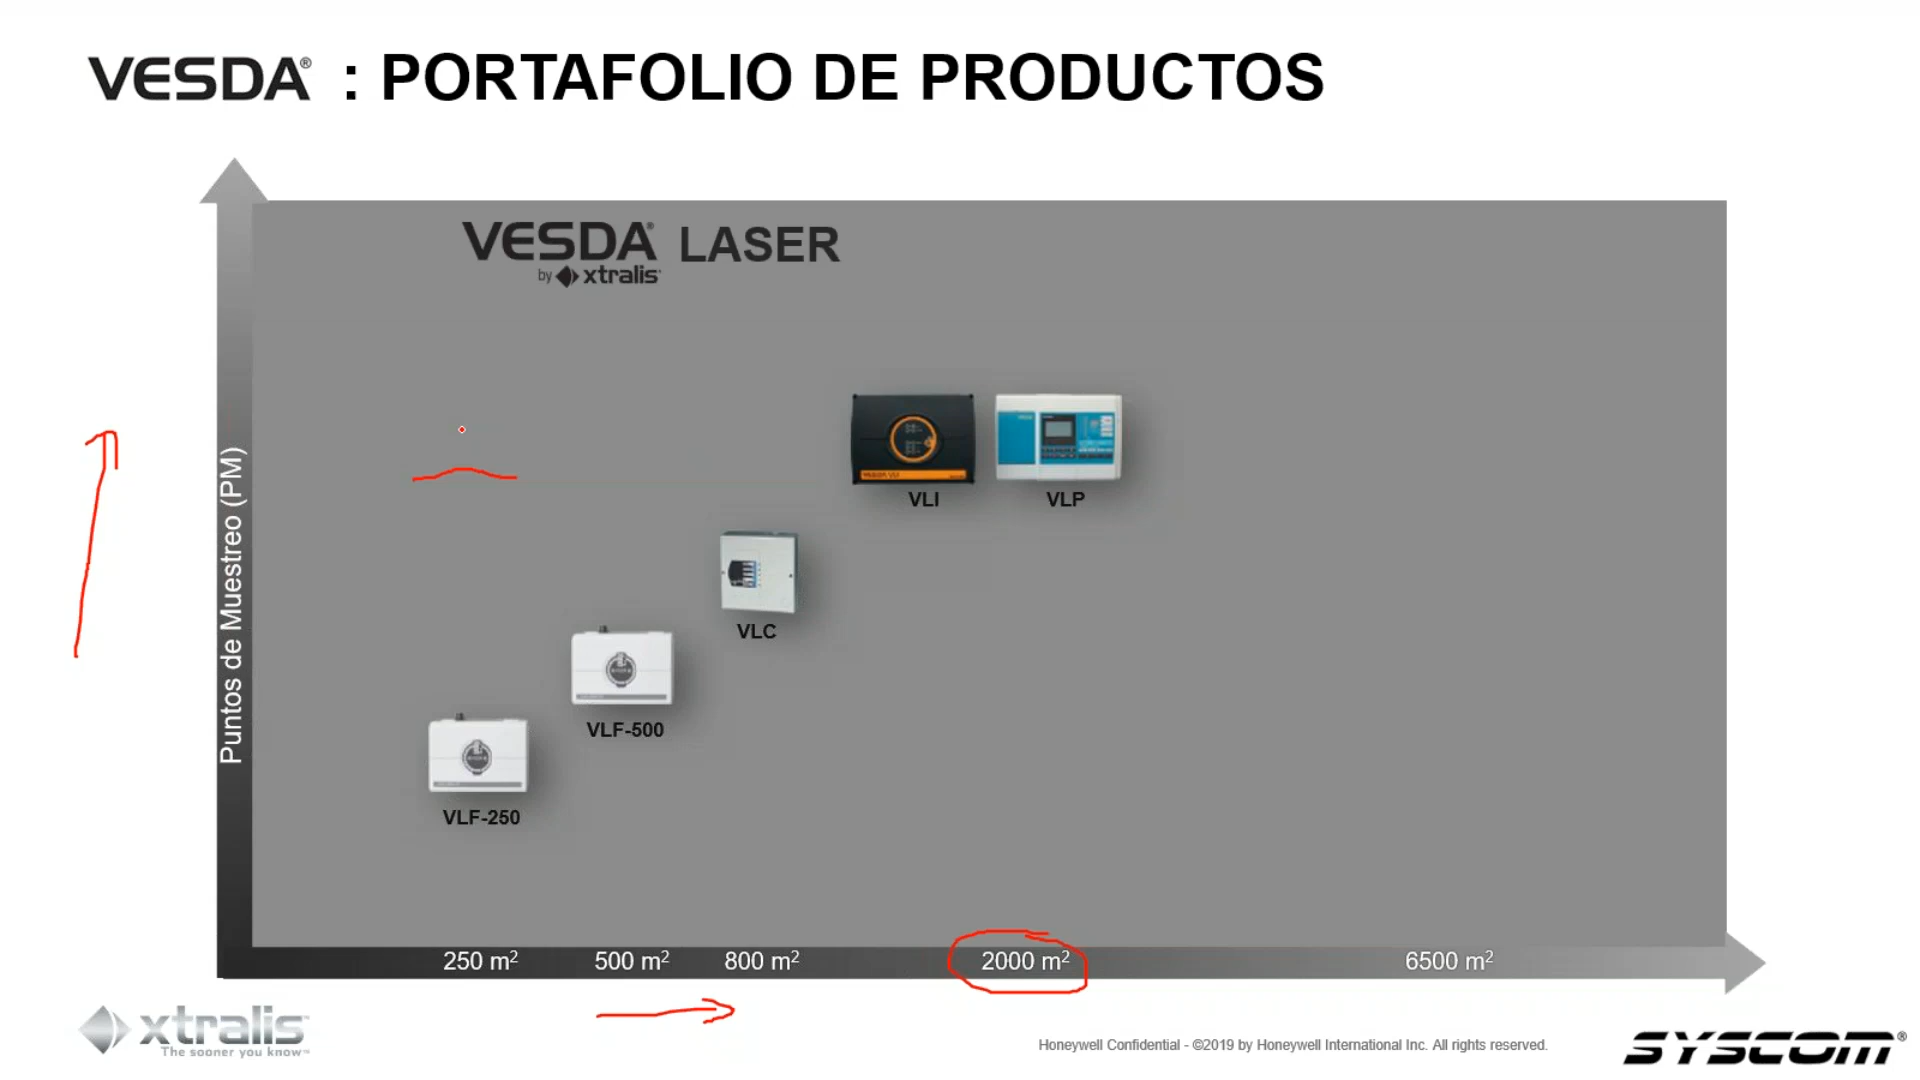 VESDA® : PORTAFOLIO DE PRODUCTOS
VESDA® LASER
by xtralis
Puntos de Muestreo (PM)
VLI
VLP
VLC
VLF-500
VLF-250
250 m²
500 m²
800 m²
2000 m²
6500 m²
xtralis™
The sooner you know™
Honeywell Confidential - ©2019 by Honeywell International Inc. All rights reserved.
SYSCOM®